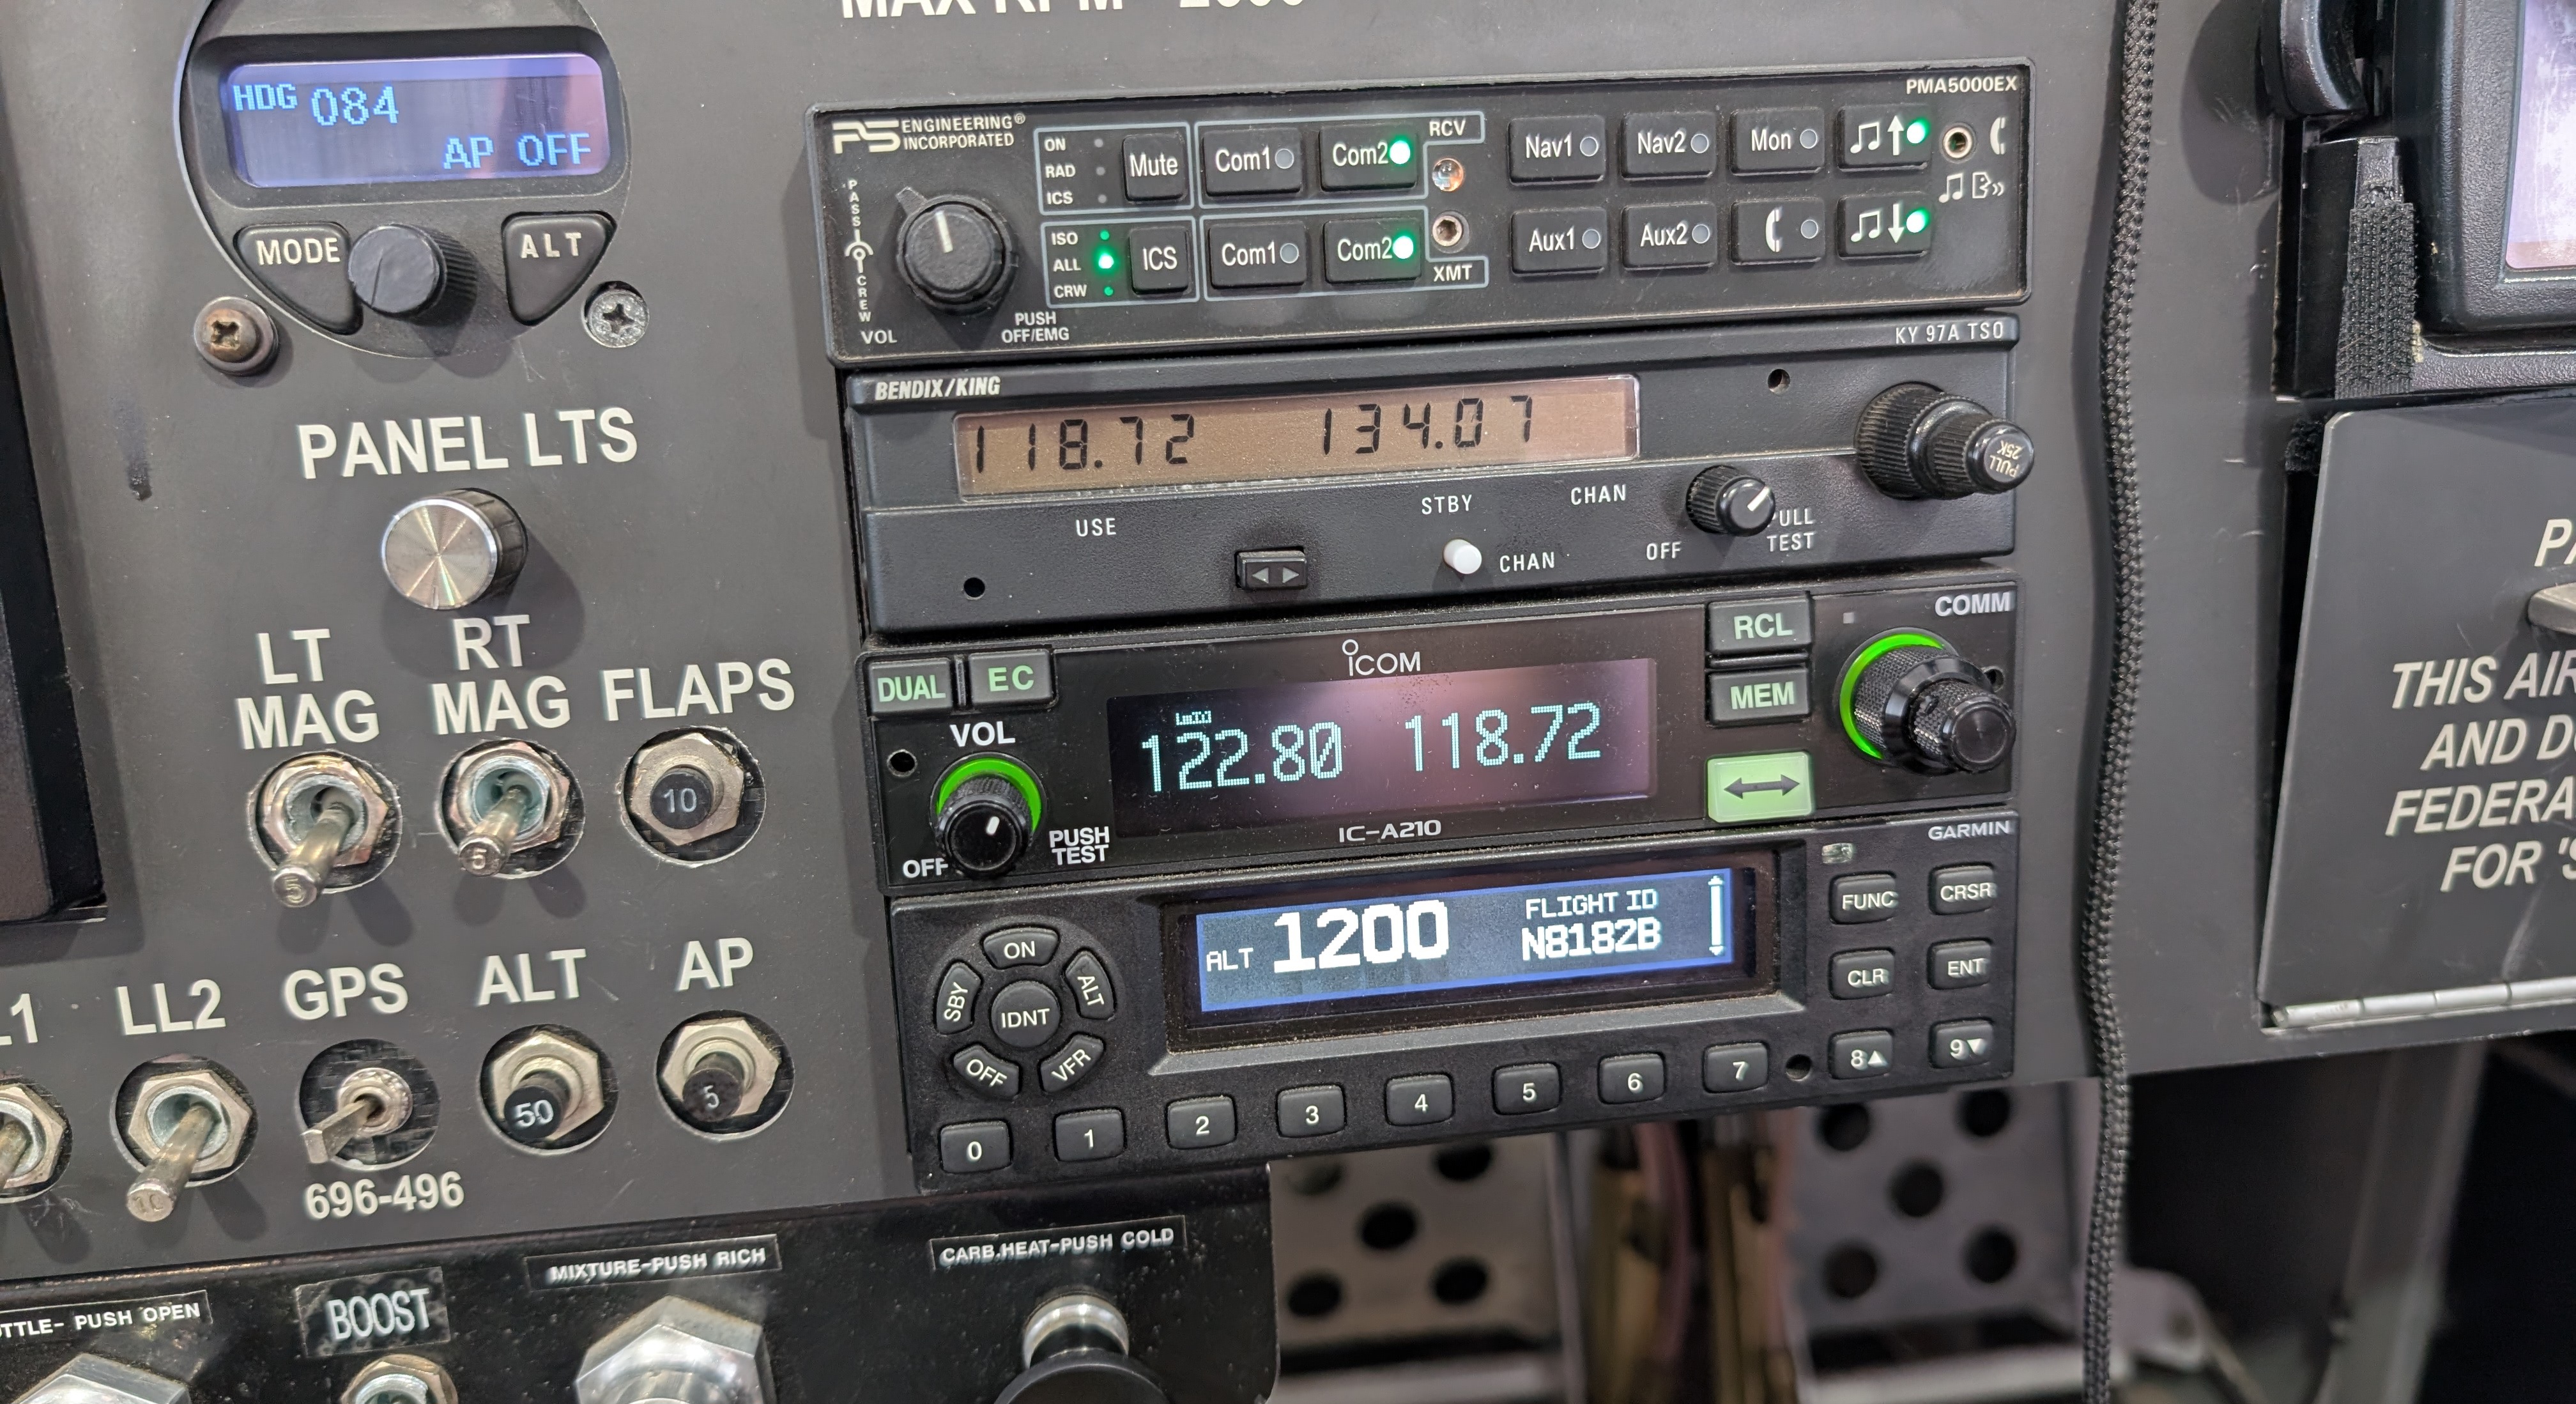 MAX RPM
HDG 084
AP OFF
MODE
ALT
PANEL LTS
LT
MAG
RT
MAG
FLAPS
5
5
10
LL2
GPS
ALT
AP
10
50
5
696-496
PUSH OPEN
BOOST
MIXTURE-PUSH RICH
CARB.HEAT-PUSH COLD
PMA5000EX
PS ENGINEERING®
INCORPORATED
PASS
CREW
VOL
PUSH
OFF/EMG
ON
RAD
ICS
Mute
ISO
ALL
CRW
ICS
Com1
Com2
RCV
Com1
Com2
XMT
Nav1
Nav2
Mon
Aux1
Aux2
KY 97A TSO
BENDIX/KING
118.72 134.07
PULL
25K
USE
STBY
CHAN
CHAN
OFF
TEST
COMM
DUAL
EC
ICOM
RCL
MEM
VOL
122.80 118.72
OFF
PUSH
TEST
IC-A210
GARMIN
ON
SBY
ALT
IDNT
OFF
VFR
ALT 1200
FLIGHT ID
N8182B
FUNC
CRSR
CLR
ENT
0 1 2 3 4 5 6 7 8▲ 9▼
THIS AIR
AND D
FEDERA
FOR 'S